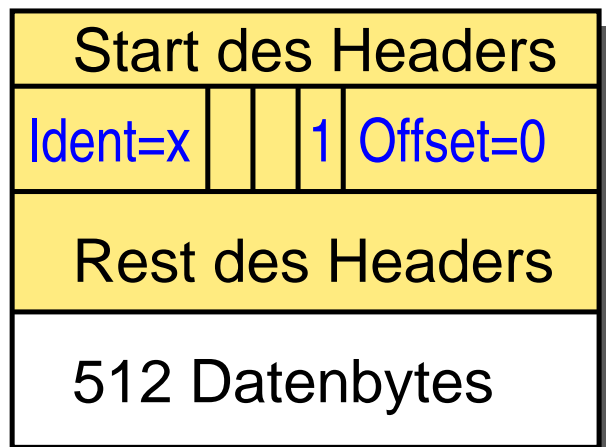 Start des Headers
Ident=x 1 Offset=0
Rest des Headers
512 Datenbytes